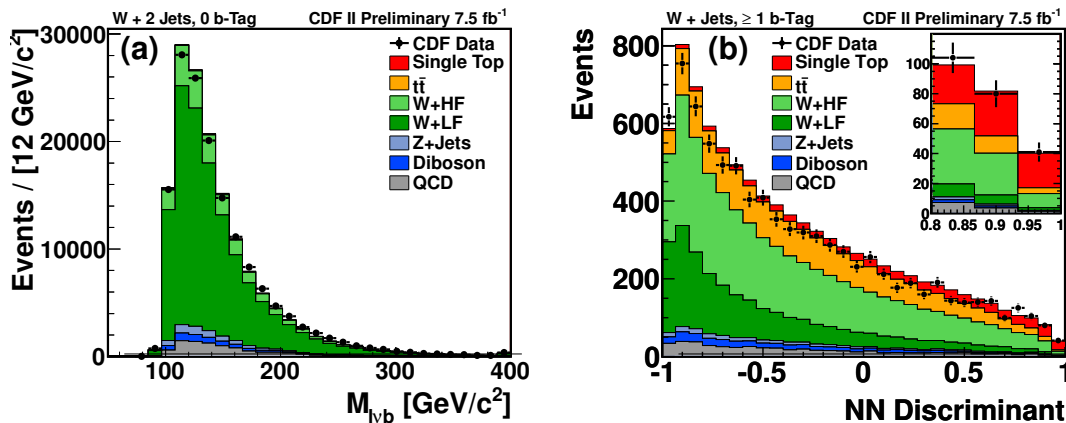 W + 2 Jets, 0 b-Tag
CDF II Preliminary 7.5 fb⁻¹
(a)
CDF Data
Single Top
tt̄
W+HF
W+LF
Z+Jets
Diboson
QCD
Events / [12 GeV/c²]
30000
20000
10000
0
100
200
300
400
M_lνb [GeV/c²]
W + Jets, ≥ 1 b-Tag
CDF II Preliminary 7.5 fb⁻¹
(b)
CDF Data
Single Top
tt̄
W+HF
W+LF
Z+Jets
Diboson
QCD
Events
800
600
400
200
0
-1
-0.5
0
0.5
1
NN Discriminant
100
80
60
40
20
0
0.8
0.85
0.9
0.95
1